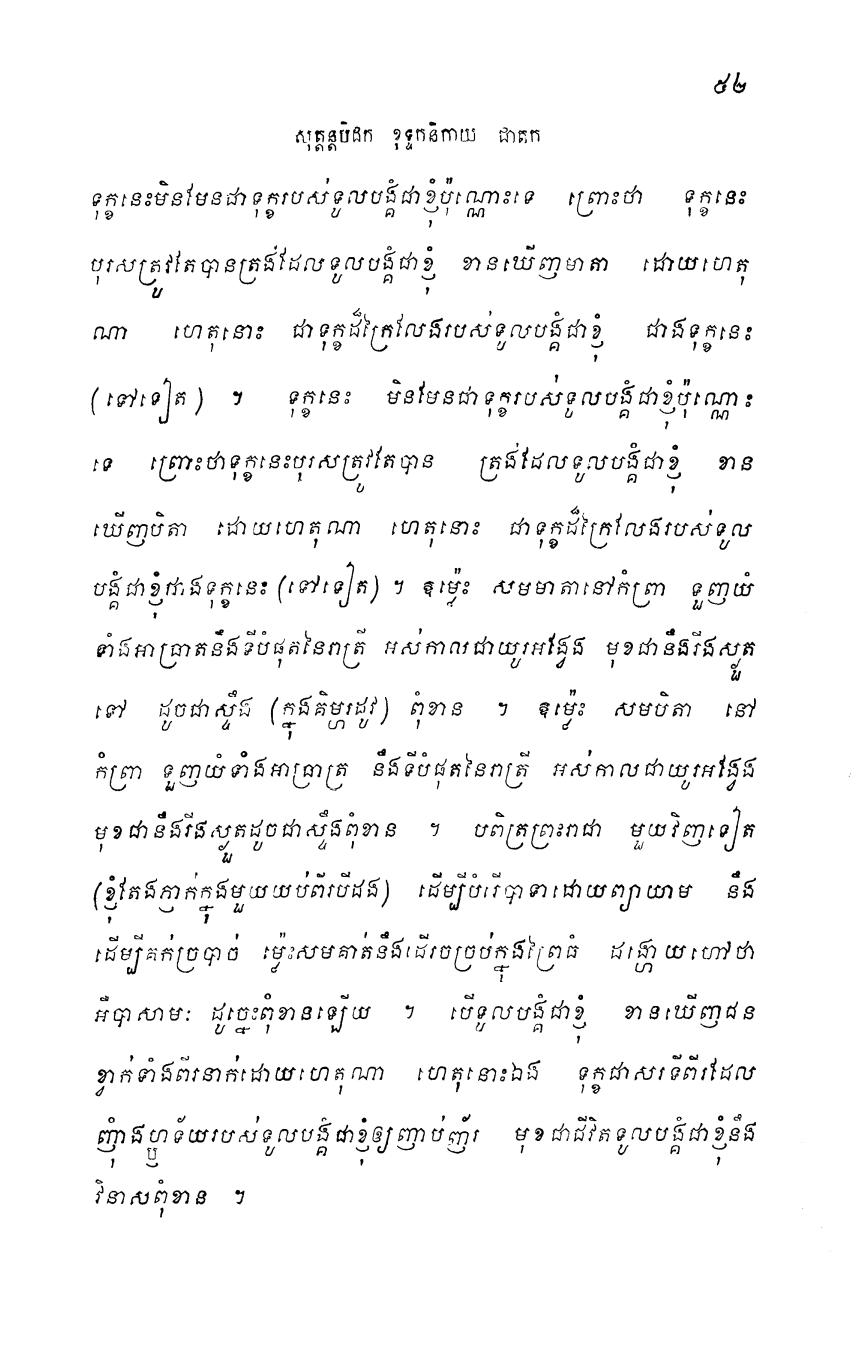 ៥២
សុត្តន្តបិដក ខុទ្ទកនិកាយ ជាតក
ទុក្ខនេះមិនមែនជាទុក្ខរបស់ទូលបង្គំជាខ្ញុំប៉ុណ្ណោះទេ ព្រោះថា ទុក្ខនេះ
បុរសត្រូវតែបានត្រង់ដែលទូលបង្គំជាខ្ញុំ ខានឃើញមាតា ដោយហេតុ
ណា ហេតុនោះ ជាទុក្ខដ៏ក្រៃលែងរបស់ទូលបង្គំជាខ្ញុំ ជាងទុក្ខនេះ
(ទៅទៀត) ។ ទុក្ខនេះ មិនមែនជាទុក្ខរបស់ទូលបង្គំជាខ្ញុំប៉ុណ្ណោះ
ទេ ព្រោះថាទុក្ខនេះបុរសត្រូវតែបាន ត្រង់ដែលទូលបង្គំជាខ្ញុំ ខាន
ឃើញបិតា ដោយហេតុណា ហេតុនោះ ជាទុក្ខដ៏ក្រៃលែងរបស់ទូល
បង្គំជាខ្ញុំជាងទុក្ខនេះ (ទៅទៀត) ។ ឧម៉្លេះ សមមាតានៅកំព្រា ទួញយំ
ទាំងអាធ្រាតនឹងទីបំផុតនៃរាត្រី អស់កាលជាយូរអង្វែង មុខជានឹងរីងស្ងួត
ទៅ ដូចជាស្ទឹង (ក្នុងគិម្ហរដូវ) ពុំខាន ។ ឧម៉្លេះ សមបិតា នៅ
កំព្រា ទួញយំទាំងអាធ្រាត្រ នឹងទីបំផុតនៃរាត្រី អស់កាលជាយូរអង្វែង
មុខជានឹងរីងស្ងួតដូចជាស្ទឹងពុំខាន ។ បពិត្រព្រះរាជា មួយវិញទៀត
(ខ្ញុំតែងភ្ញាក់ក្នុងមួយយប់ពីរបីដង) ដើម្បីបំរើបាទាដោយព្យាយាម នឹង
ដើម្បីគក់ច្របាច់ ម៉្លេះសមគាត់នឹងដើរចច្រប់ក្នុងព្រៃធំ ដង្ហោយហៅថា
អឺបាសាមៈ ដូច្នេះពុំខានឡើយ ។ បើទូលបង្គំជាខ្ញុំ ខានឃើញជន
ខ្វាក់ទាំងពីរនាក់ដោយហេតុណា ហេតុនោះឯង ទុក្ខជាសរទីពីរដែល
ញុំាងហ្ឫទ័យរបស់ទូលបង្គំជាខ្ញុំឲ្យញាប់ញ័រ មុខជាជីវិតទូលបង្គំជាខ្ញុំនឹង
វិនាសពុំខាន ។